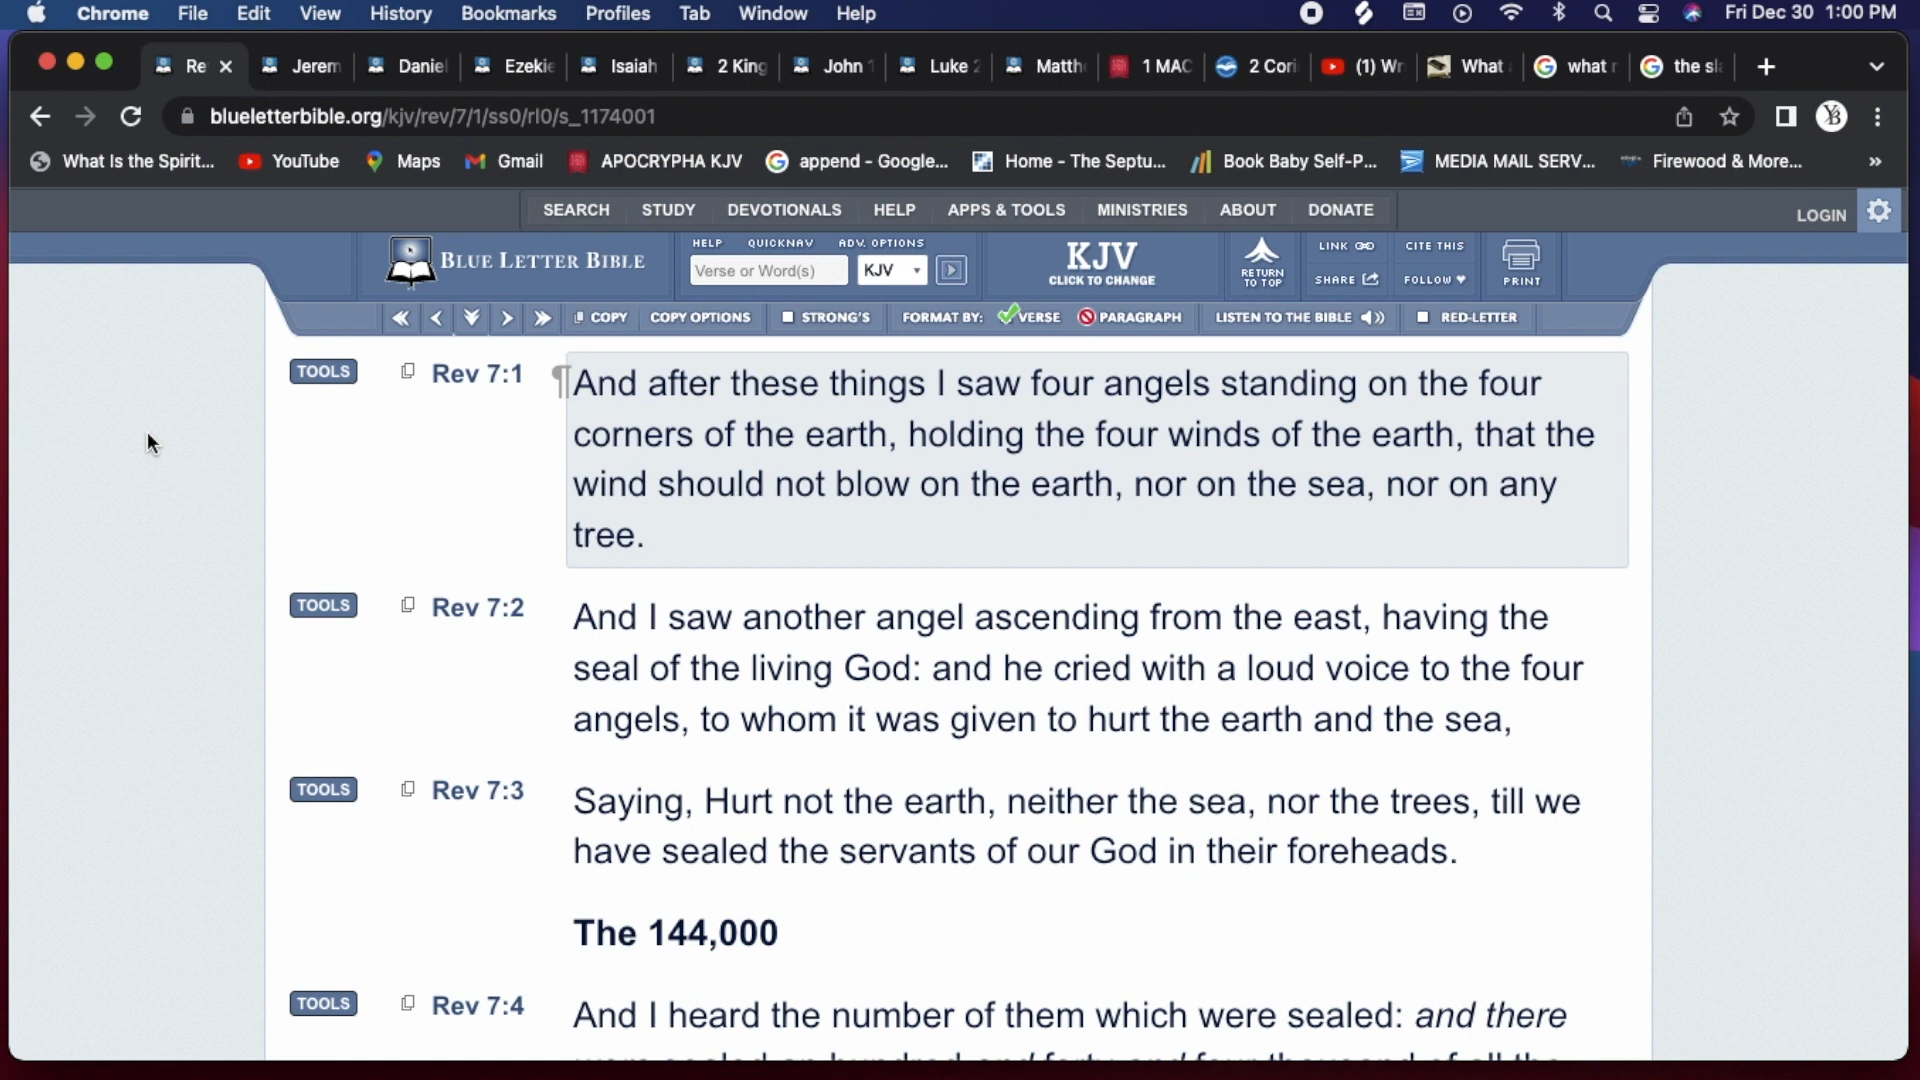 Chrome File Edit View History Bookmarks Profiles Tab Window Help Fri Dec 30 1:00 PM
Re Jerem Daniel Ezekie Isaiah 2 King John 1 Luke 2 Matth 1 MAC 2 Cori (1) Wr What what r the sla
blueletterbible.org/kjv/rev/7/1/ss0/rl0/s_1174001
What Is the Spirit... YouTube Maps Gmail APOCRYPHA KJV append - Google... Home - The Septu... Book Baby Self-P... MEDIA MAIL SERV... Firewood & More... »
SEARCH STUDY DEVOTIONALS HELP APPS & TOOLS MINISTRIES ABOUT DONATE LOGIN
HELP QUICKNAV ADV. OPTIONS
BLUE LETTER BIBLE Verse or Word(s) KJV
KJV
CLICK TO CHANGE
RETURN
TO TOP
LINK CITE THIS
SHARE FOLLOW
PRINT
COPY COPY OPTIONS STRONG'S FORMAT BY: VERSE PARAGRAPH LISTEN TO THE BIBLE RED-LETTER
TOOLS Rev 7:1 ¶And after these things I saw four angels standing on the four
corners of the earth, holding the four winds of the earth, that the
wind should not blow on the earth, nor on the sea, nor on any
tree.
TOOLS Rev 7:2 And I saw another angel ascending from the east, having the
seal of the living God: and he cried with a loud voice to the four
angels, to whom it was given to hurt the earth and the sea,
TOOLS Rev 7:3 Saying, Hurt not the earth, neither the sea, nor the trees, till we
have sealed the servants of our God in their foreheads.
The 144,000
TOOLS Rev 7:4 And I heard the number of them which were sealed: and there